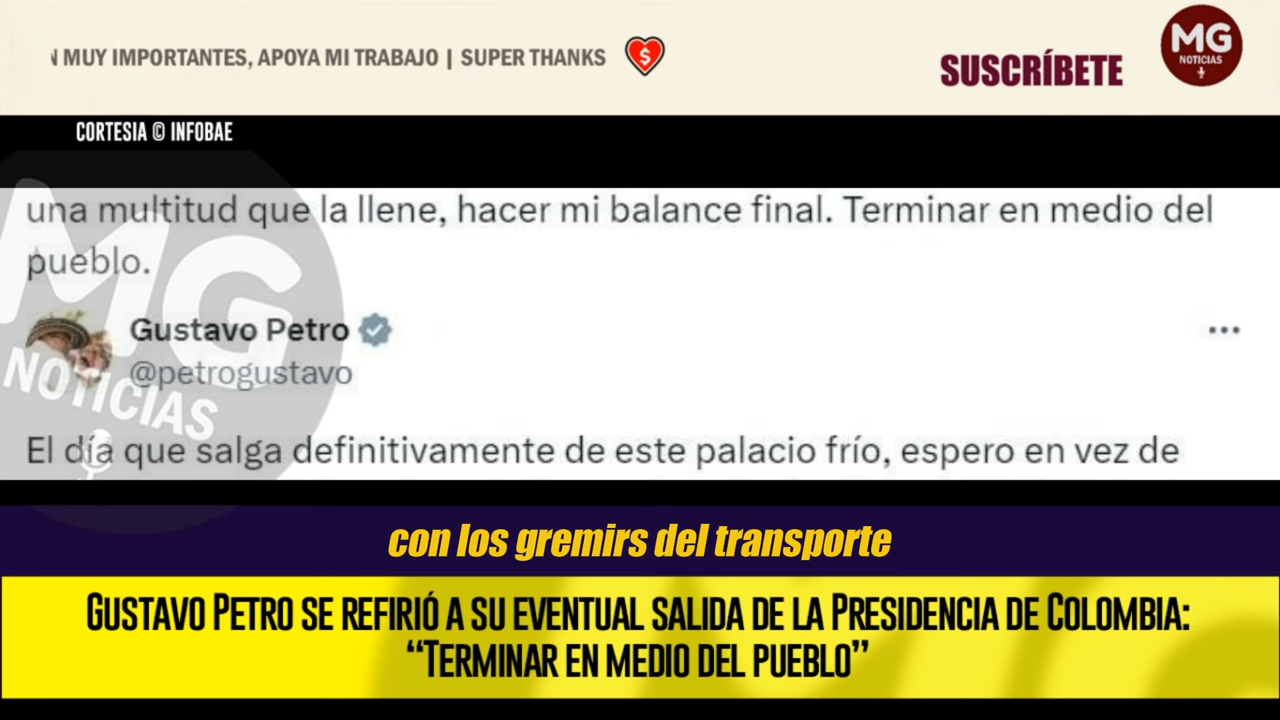 N MUY IMPORTANTES, APOYA MI TRABAJO | SUPER THANKS
SUSCRÍBETE
MG
NOTICIAS
CORTESIA © INFOBAE
una multitud que la llene, hacer mi balance final. Terminar en medio del
pueblo.
Gustavo Petro
@petrogustavo
El día que salga definitivamente de este palacio frío, espero en vez de
MG
NOTICIAS
con los gremirs del transporte
GUSTAVO PETRO SE REFIRIÓ A SU EVENTUAL SALIDA DE LA PRESIDENCIA DE COLOMBIA:
“TERMINAR EN MEDIO DEL PUEBLO”